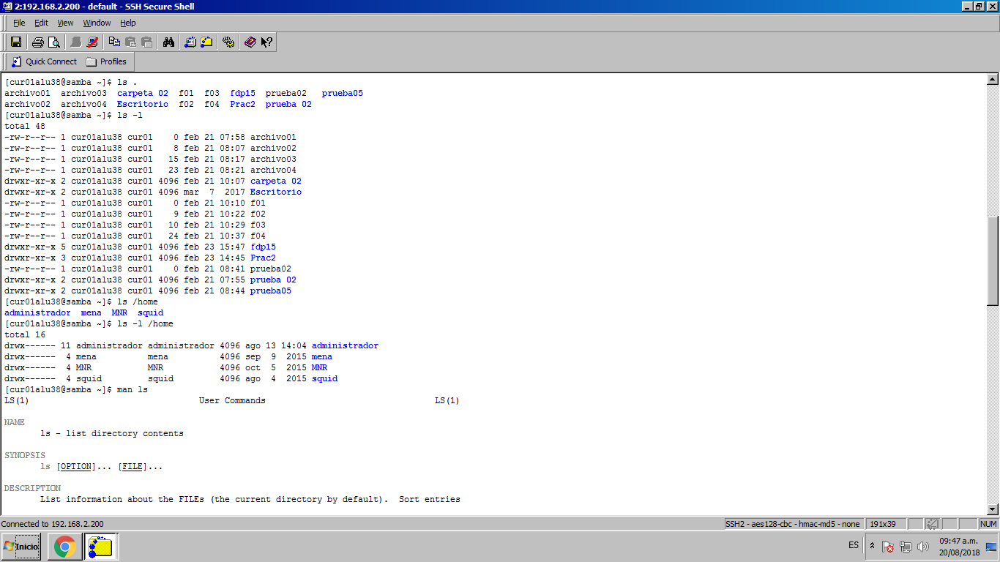 2:192.168.2.200 - default - SSH Secure Shell
File Edit View Window Help
Quick Connect Profiles
[cur01alu38@samba ~]$ ls .
archivo01  archivo03  carpeta 02  f01  f03  fdp15  prueba02   prueba05
archivo02  archivo04  Escritorio  f02  f04  Prac2  prueba 02
[cur01alu38@samba ~]$ ls -l
total 48
-rw-r--r-- 1 cur01alu38 cur01    0 feb 21 07:58 archivo01
-rw-r--r-- 1 cur01alu38 cur01    8 feb 21 08:07 archivo02
-rw-r--r-- 1 cur01alu38 cur01   15 feb 21 08:17 archivo03
-rw-r--r-- 1 cur01alu38 cur01   23 feb 21 08:21 archivo04
drwxr-xr-x 2 cur01alu38 cur01 4096 feb 21 10:07 carpeta 02
drwxr-xr-x 2 cur01alu38 cur01 4096 mar  7  2017 Escritorio
-rw-r--r-- 1 cur01alu38 cur01    0 feb 21 10:10 f01
-rw-r--r-- 1 cur01alu38 cur01    9 feb 21 10:22 f02
-rw-r--r-- 1 cur01alu38 cur01   10 feb 21 10:29 f03
-rw-r--r-- 1 cur01alu38 cur01   24 feb 21 10:37 f04
drwxr-xr-x 5 cur01alu38 cur01 4096 feb 23 15:47 fdp15
drwxr-xr-x 3 cur01alu38 cur01 4096 feb 23 14:45 Prac2
-rw-r--r-- 1 cur01alu38 cur01    0 feb 21 08:41 prueba02
drwxr-xr-x 2 cur01alu38 cur01 4096 feb 21 07:55 prueba 02
drwxr-xr-x 2 cur01alu38 cur01 4096 feb 21 08:44 prueba05
[cur01alu38@samba ~]$ ls /home
administrador  mena  MNR  squid
[cur01alu38@samba ~]$ ls -l /home
total 16
drwx------ 11 administrador administrador 4096 ago 13 14:04 administrador
drwx------  4 mena          mena          4096 sep  9  2015 mena
drwx------  4 MNR           MNR           4096 oct  5  2015 MNR
drwx------  4 squid         squid         4096 ago  4  2015 squid
[cur01alu38@samba ~]$ man ls
LS(1)                                 User Commands                                 LS(1)
NAME
ls - list directory contents
SYNOPSIS
ls [OPTION]... [FILE]...
DESCRIPTION
List information about the FILEs (the current directory by default).  Sort entries
Connected to 192.168.2.200 SSH2 - aes128-cbc - hmac-md5 - none 191x39 NUM
Inicio ES 09:47 a.m.
20/08/2018